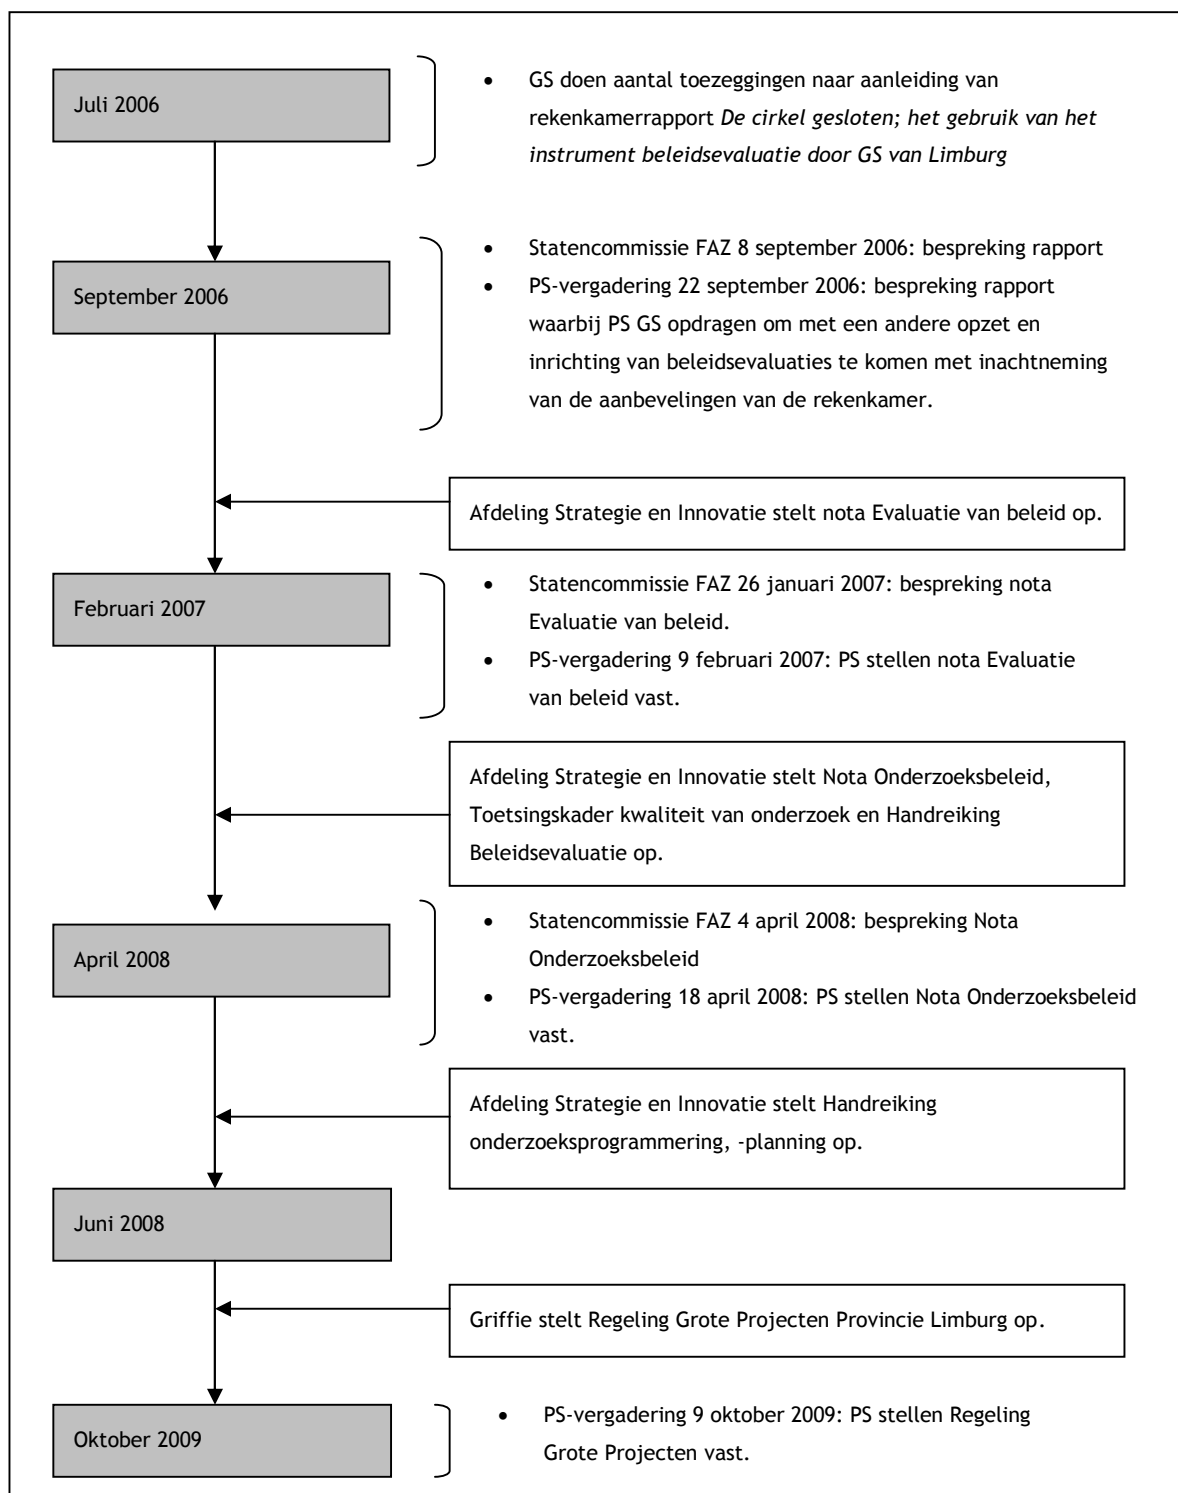 Juli 2006
• GS doen aantal toezeggingen naar aanleiding van
rekenkamerrapport De cirkel gesloten; het gebruik van het
instrument beleidsevaluatie door GS van Limburg
September 2006
• Statencommissie FAZ 8 september 2006: bespreking rapport
• PS-vergadering 22 september 2006: bespreking rapport
waarbij PS GS opdragen om met een andere opzet en
inrichting van beleidsevaluaties te komen met inachtneming
van de aanbevelingen van de rekenkamer.
Afdeling Strategie en Innovatie stelt nota Evaluatie van beleid op.
Februari 2007
• Statencommissie FAZ 26 januari 2007: bespreking nota
Evaluatie van beleid.
• PS-vergadering 9 februari 2007: PS stellen nota Evaluatie
van beleid vast.
Afdeling Strategie en Innovatie stelt Nota Onderzoeksbeleid,
Toetsingskader kwaliteit van onderzoek en Handreiking
Beleidsevaluatie op.
April 2008
• Statencommissie FAZ 4 april 2008: bespreking Nota
Onderzoeksbeleid
• PS-vergadering 18 april 2008: PS stellen Nota Onderzoeksbeleid
vast.
Afdeling Strategie en Innovatie stelt Handreiking
onderzoeksprogrammering, -planning op.
Juni 2008
Griffie stelt Regeling Grote Projecten Provincie Limburg op.
Oktober 2009
• PS-vergadering 9 oktober 2009: PS stellen Regeling
Grote Projecten vast.